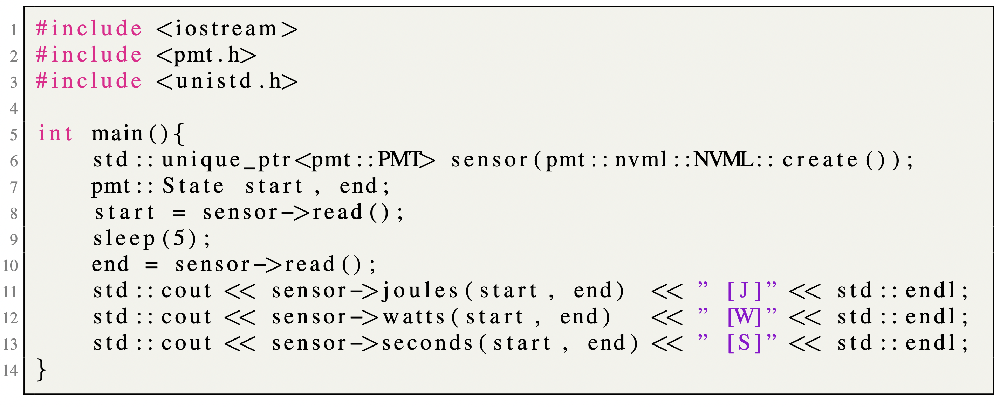 1 #include <iostream>
2 #include <pmt.h>
3 #include <unistd.h>
4
5 int main(){
6     std::unique_ptr<pmt::PMT> sensor(pmt::nvml::NVML::create());
7     pmt::State start, end;
8     start = sensor->read();
9     sleep(5);
10     end = sensor->read();
11     std::cout << sensor->joules(start, end)  << " [J]" << std::endl;
12     std::cout << sensor->watts(start, end)   << " [W]" << std::endl;
13     std::cout << sensor->seconds(start, end) << " [S]" << std::endl;
14 }